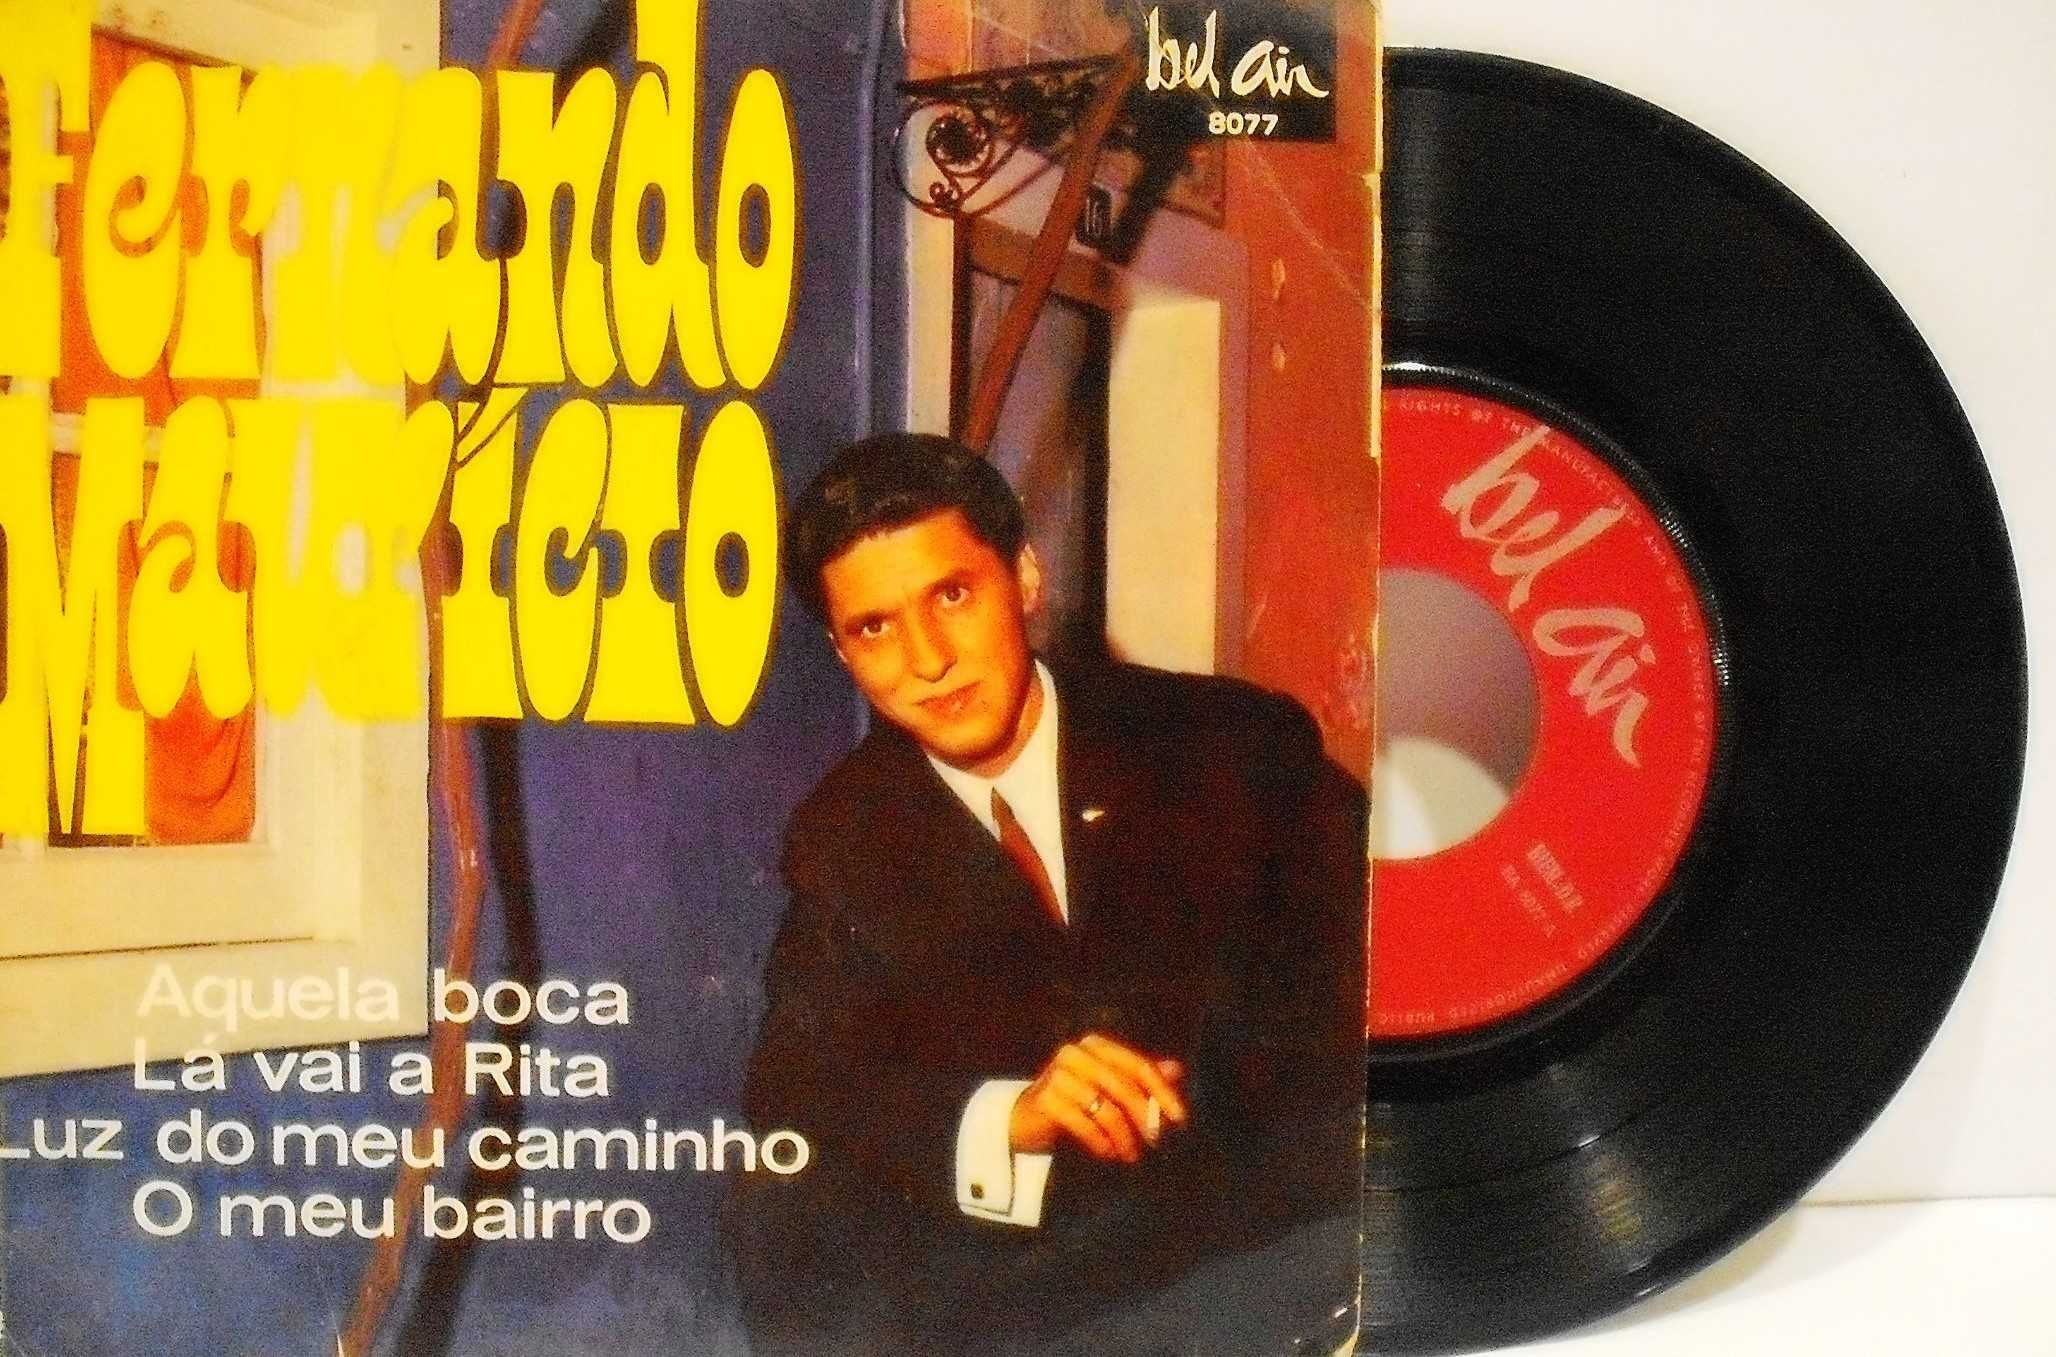 Fernando
Maurício
bel air
8077
Aquela boca
Lá vai a Rita
Luz do meu caminho
O meu bairro
bel air